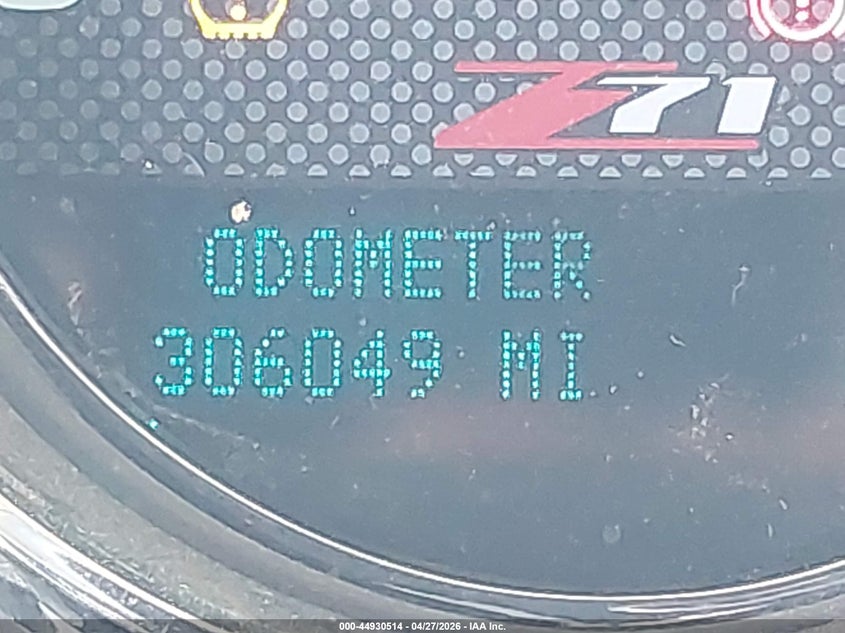 Z71
ODOMETER
306049 MI
000-44930514 - 04/27/2026 - IAA Inc.